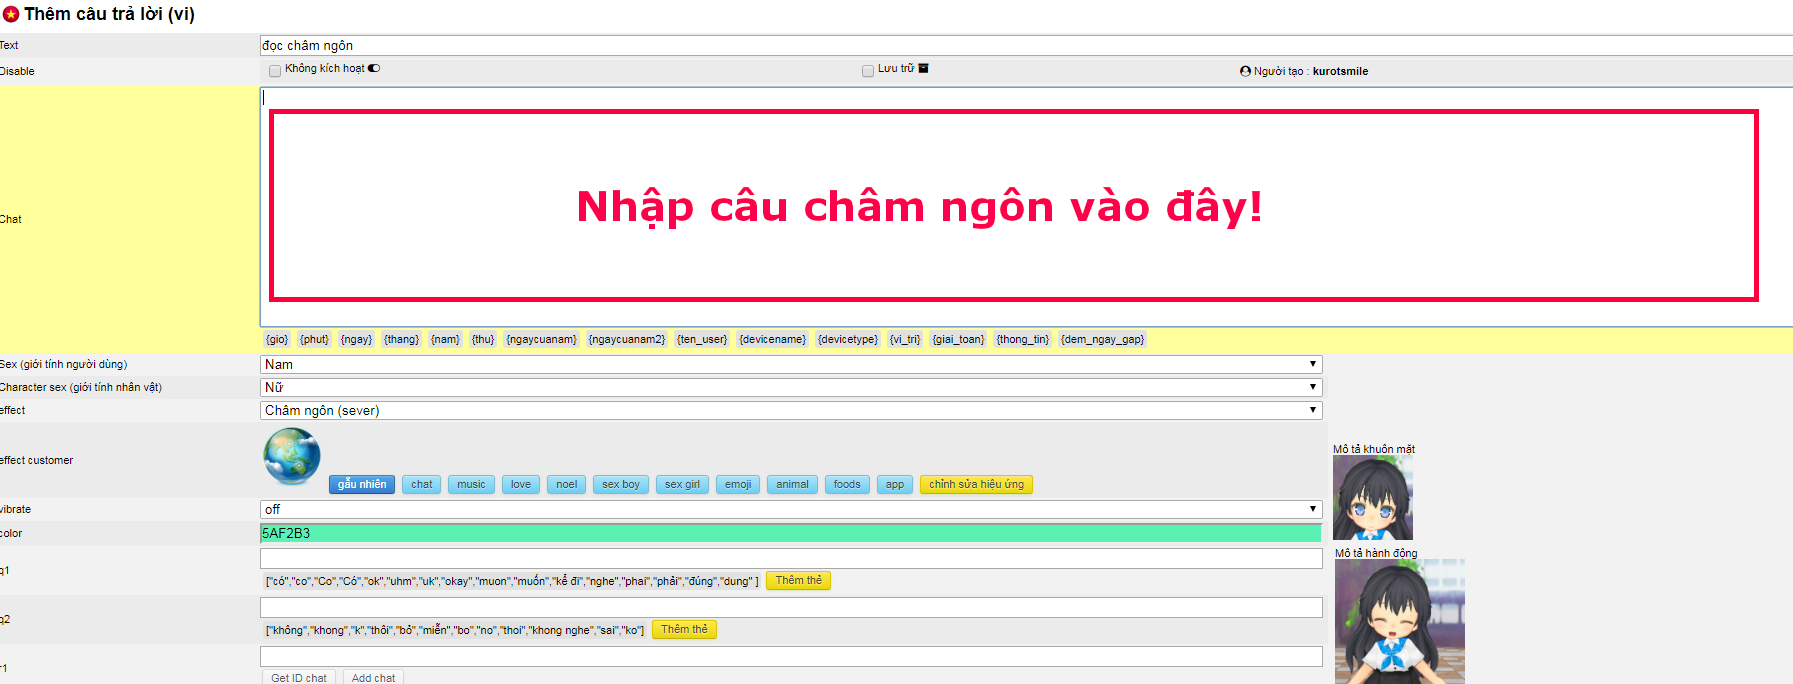 Thêm câu trả lời (vi)
Text
đọc châm ngôn
Disable
Không kích hoạt
Lưu trữ
Người tạo : kurotsmile
Chat
Nhập câu châm ngôn vào đây!
{gio} {phut} {ngay} {thang} {nam} {thu} {ngaycuanam} {ngaycuanam2} {ten_user} {devicename} {devicetype} {vi_tri} {giai_toan} {thong_tin} {dem_ngay_gap}
Sex (giới tính người dùng)
Nam
Character sex (giới tính nhân vật)
Nữ
effect
Châm ngôn (sever)
effect customer
gẫu nhiên chat music love noel sex boy sex girl emoji animal foods app chỉnh sửa hiệu ứng
Mô tả khuôn mặt
vibrate
off
color
5AF2B3
Mô tả hành động
q1
["có","co","Co","Có","ok","uhm","uk","okay","muon","muốn","kể đi","nghe","phai","phải","đúng","dung" ] Thêm thẻ
q2
["không","khong","k","thôi","bỏ","miễn","bo","no","thoi","khong nghe","sai","ko"] Thêm thẻ
r1
Get ID chat Add chat